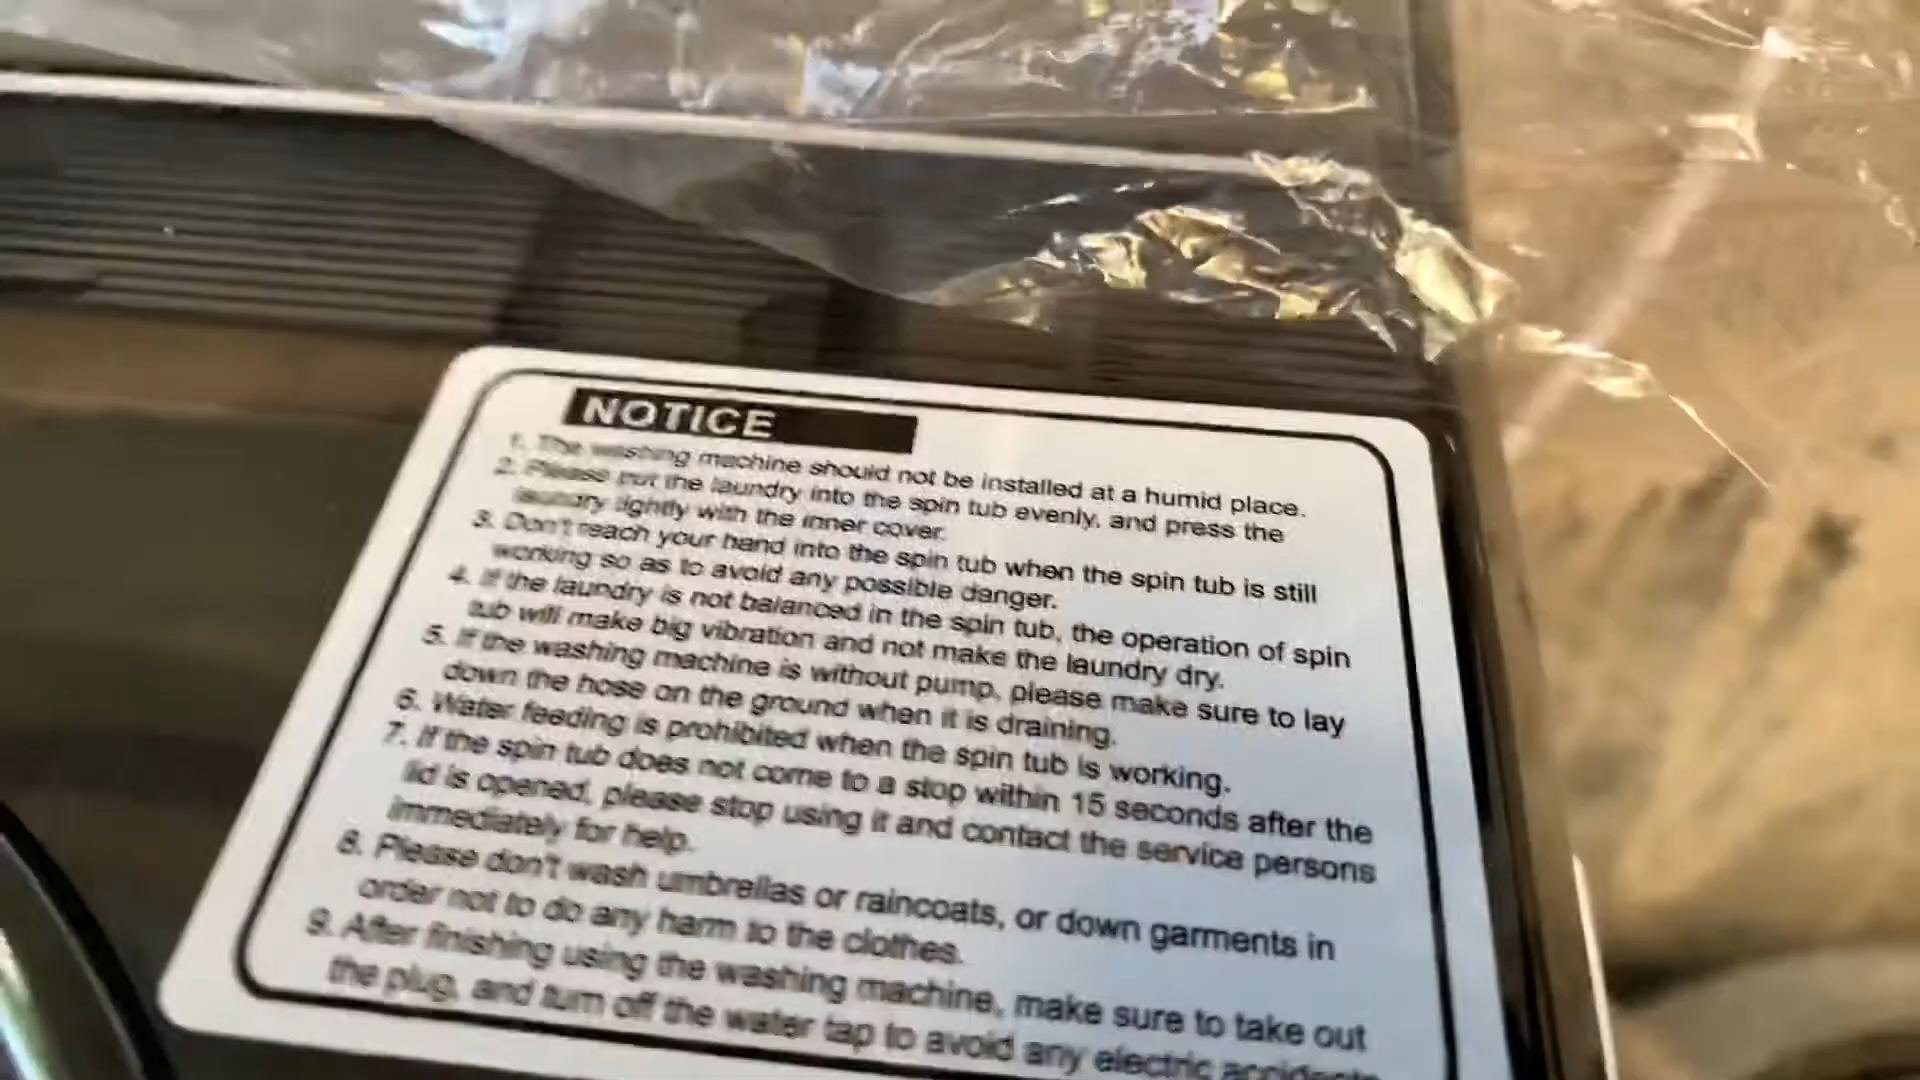 NOTICE
1. The washing machine should not be installed at a humid place.
2. Please put the laundry into the spin tub evenly, and press the
laundry lightly with the inner cover.
3. Don't reach your hand into the spin tub when the spin tub is still
working so as to avoid any possible danger.
4. If the laundry is not balanced in the spin tub, the operation of spin
tub will make big vibration and not make the laundry dry.
5. If the washing machine is without pump, please make sure to lay
down the hose on the ground when it is draining.
6. Water feeding is prohibited when the spin tub is working.
7. If the spin tub does not come to a stop within 15 seconds after the
lid is opened, please stop using it and contact the service persons
immediately for help.
8. Please don't wash umbrellas or raincoats, or down garments in
order not to do any harm to the clothes.
9. After finishing using the washing machine, make sure to take out
the plug, and turn off the water tap to avoid any electric accidents